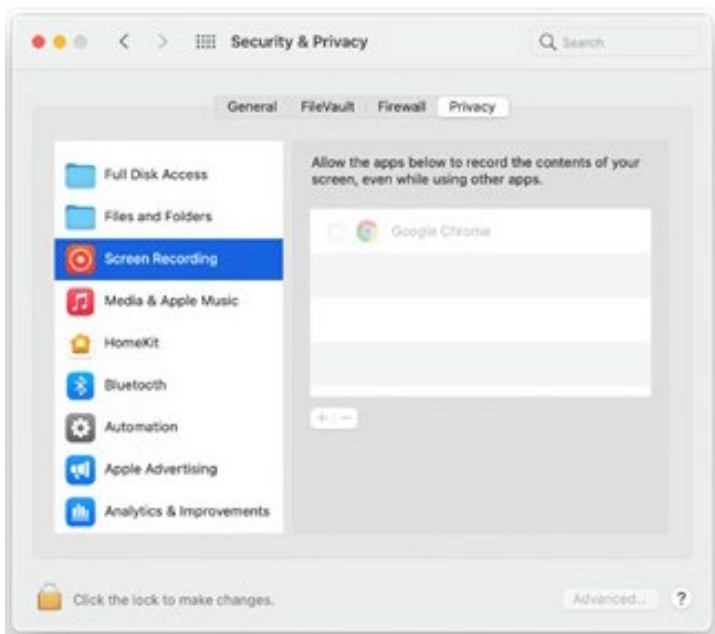 Security & Privacy
Search
General FileVault Firewall Privacy
Full Disk Access
Files and Folders
Screen Recording
Media & Apple Music
HomeKit
Bluetooth
Automation
Apple Advertising
Analytics & Improvements
Allow the apps below to record the contents of your
screen, even while using other apps.
Google Chrome
+ −
Click the lock to make changes.
Advanced...
?